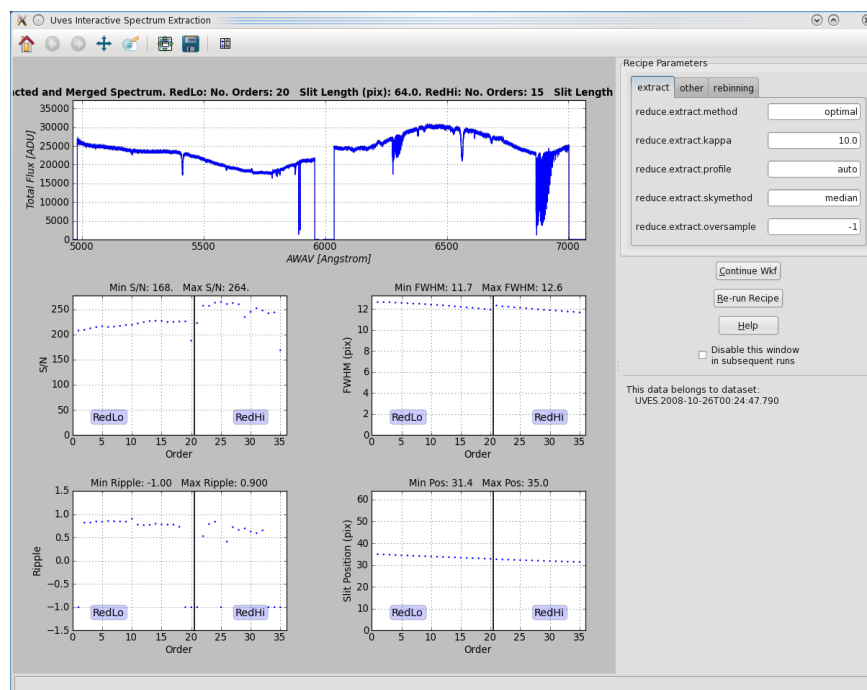 Uves Interactive Spectrum Extraction
acted and Merged Spectrum. RedLo: No. Orders: 20 Slit Length (pix): 64.0. RedHi: No. Orders: 15 Slit Length
35000
30000
25000
20000
15000
10000
5000
0
Total Flux [ADU]
5000 5500 6000 6500 7000
AWAV [Angstrom]
Min S/N: 168. Max S/N: 264.
250
200
150
100
50
0
S/N
RedLo RedHi
0 5 10 15 20 25 30 35
Order
Min FWHM: 11.7 Max FWHM: 12.6
12
10
8
6
4
2
0
FWHM (pix)
RedLo RedHi
0 5 10 15 20 25 30 35
Order
Min Ripple: -1.00 Max Ripple: 0.900
1.5
1.0
0.5
0.0
−0.5
−1.0
−1.5
Ripple
RedLo RedHi
0 5 10 15 20 25 30 35
Order
Min Pos: 31.4 Max Pos: 35.0
60
50
40
30
20
10
0
Slit Position (pix)
RedLo RedHi
0 5 10 15 20 25 30 35
Order
Recipe Parameters
extract other rebinning
reduce.extract.method optimal
reduce.extract.kappa 10.0
reduce.extract.profile auto
reduce.extract.skymethod median
reduce.extract.oversample -1
Continue Wkf
Re-run Recipe
Help
Disable this window
in subsequent runs
This data belongs to dataset:
UVES.2008-10-26T00:24:47.790